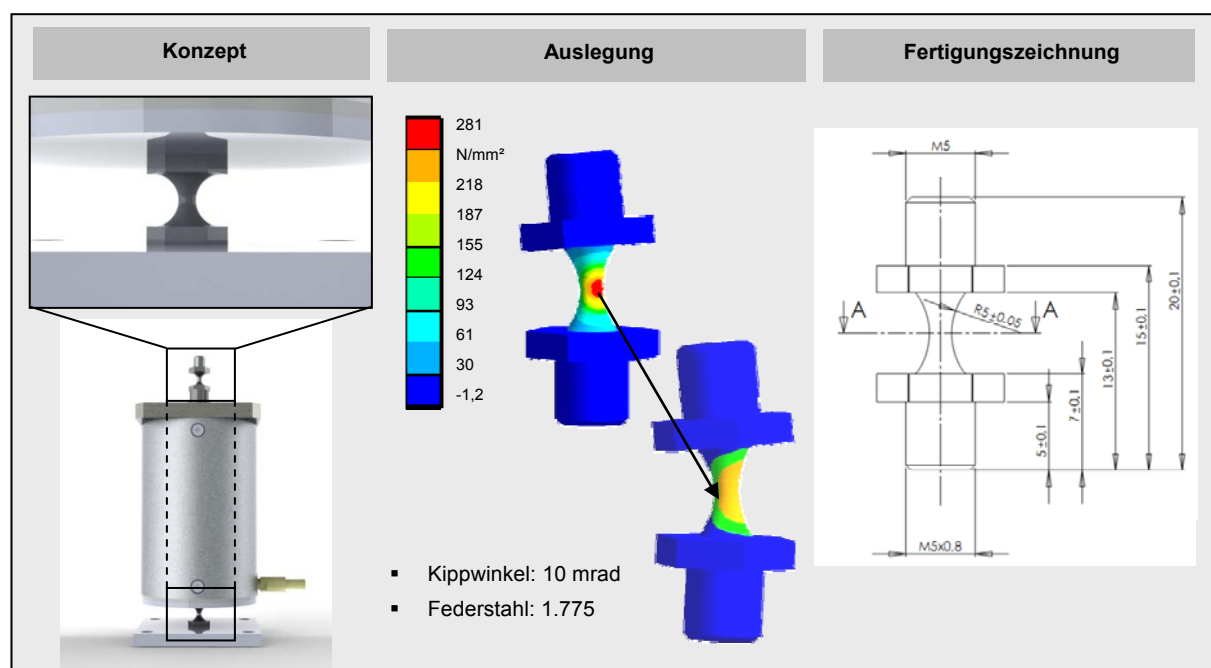 Konzept
Auslegung
Fertigungszeichnung
281
N/mm²
218
187
155
124
93
61
30
-1,2
▪ Kippwinkel: 10 mrad
▪ Federstahl: 1.775
M5
A
A
R5±0.05
5±0,1
7±0,1
13±0,1
15±0,1
20±0,1
M5x0,8